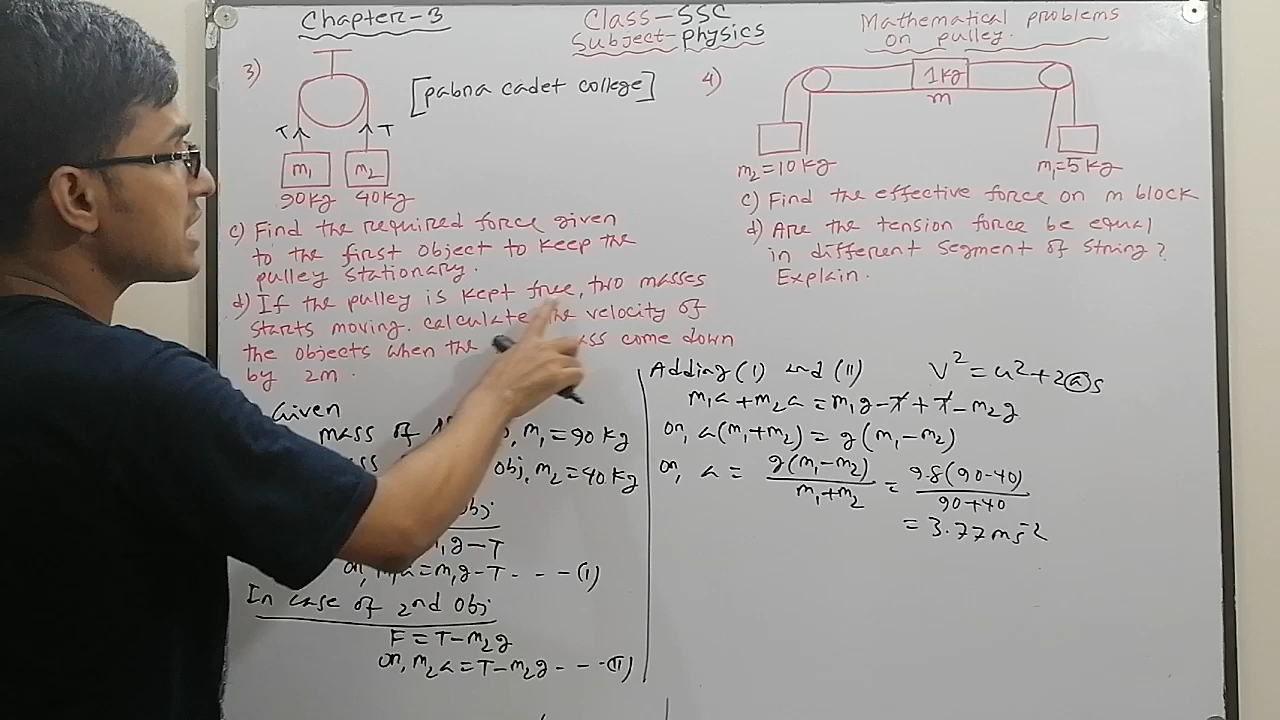 Chapter-3
Class-SSC
Subject-physics
Mathematical problems
on pulley.
3)
[pabna cadet college]
T
T
m1
m2
90kg 40kg
c) Find the required force given
to the first object to keep the
pulley stationary.
d) If the pulley is kept free, two masses
starts moving. calculate the velocity of
the objects when the come down
by 2m.
4)
1kg
m
m2=10kg
m1=5kg
c) Find the effective force on m block
d) Are the tension force be equal
in different segment of string?
Explain.
Given
mass of m1=90kg
obj, m2=40kg
obj
g-T
or, m1a=m1g-T - - - (I)
In case of 2nd obj
F=T-m2g
or, m2a=T-m2g - - - (II)
Adding (I) and (II)
m1a+m2a=m1g-T+T-m2g
or, a(m1+m2)=g(m1-m2)
or, a = g(m1-m2)/m1+m2 = 9.8(90-40)/90+40
= 3.77ms-2
v2=u2+2as